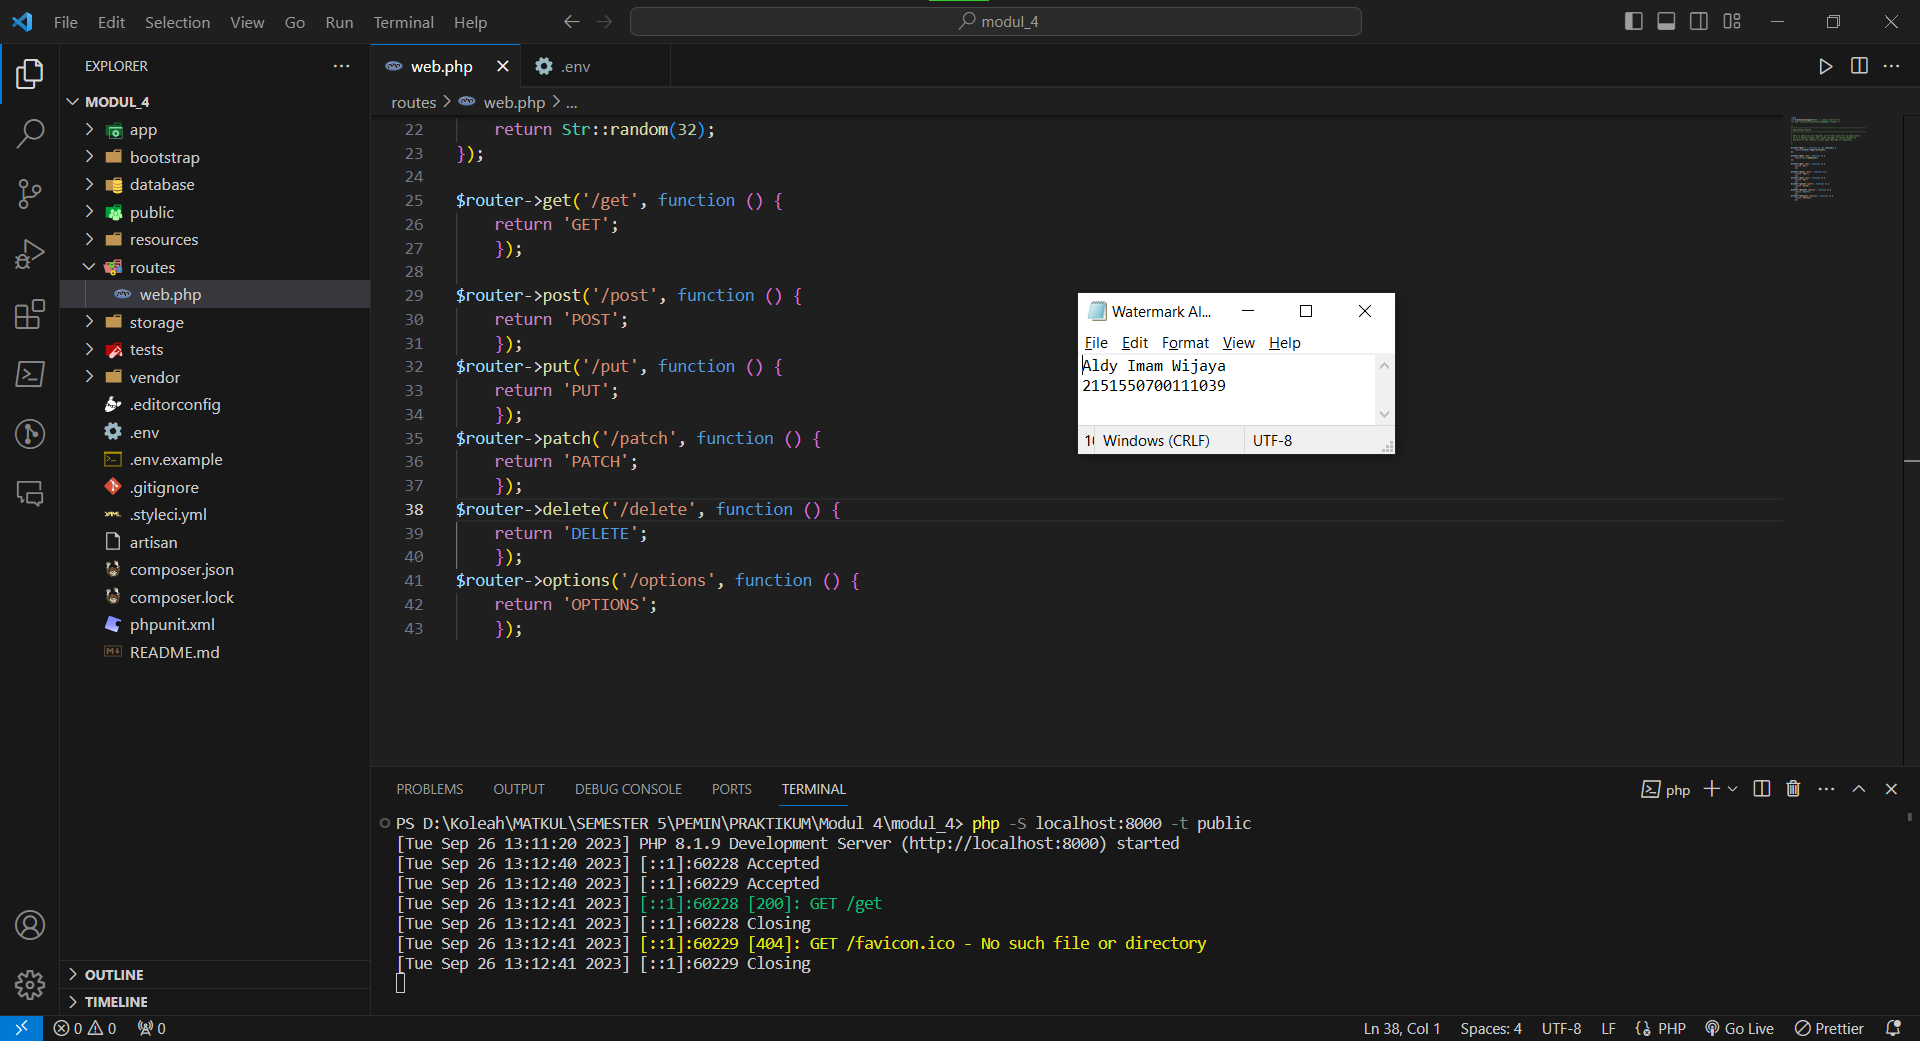 File Edit Selection View Go Run Terminal Help
modul_4
EXPLORER
MODUL_4
app
bootstrap
database
public
resources
routes
web.php
storage
tests
vendor
.editorconfig
.env
.env.example
.gitignore
.styleci.yml
artisan
composer.json
composer.lock
phpunit.xml
README.md
OUTLINE
TIMELINE
web.php
.env
routes > web.php > ...
22 return Str::random(32);
23 });
24
25 $router->get('/get', function () {
26 return 'GET';
27 });
28
29 $router->post('/post', function () {
30 return 'POST';
31 });
32 $router->put('/put', function () {
33 return 'PUT';
34 });
35 $router->patch('/patch', function () {
36 return 'PATCH';
37 });
38 $router->delete('/delete', function () {
39 return 'DELETE';
40 });
41 $router->options('/options', function () {
42 return 'OPTIONS';
43 });
Watermark Al...
File Edit Format View Help
Aldy Imam Wijaya
2151550700111039
Windows (CRLF) UTF-8
PROBLEMS OUTPUT DEBUG CONSOLE PORTS TERMINAL
php
PS D:\Koleah\MATKUL\SEMESTER 5\PEMIN\PRAKTIKUM\Modul 4\modul_4> php -S localhost:8000 -t public
[Tue Sep 26 13:11:20 2023] PHP 8.1.9 Development Server (http://localhost:8000) started
[Tue Sep 26 13:12:40 2023] [::1]:60228 Accepted
[Tue Sep 26 13:12:40 2023] [::1]:60229 Accepted
[Tue Sep 26 13:12:41 2023] [::1]:60228 [200]: GET /get
[Tue Sep 26 13:12:41 2023] [::1]:60228 Closing
[Tue Sep 26 13:12:41 2023] [::1]:60229 [404]: GET /favicon.ico - No such file or directory
[Tue Sep 26 13:12:41 2023] [::1]:60229 Closing
0 0 0
Ln 38, Col 1 Spaces: 4 UTF-8 LF PHP Go Live Prettier